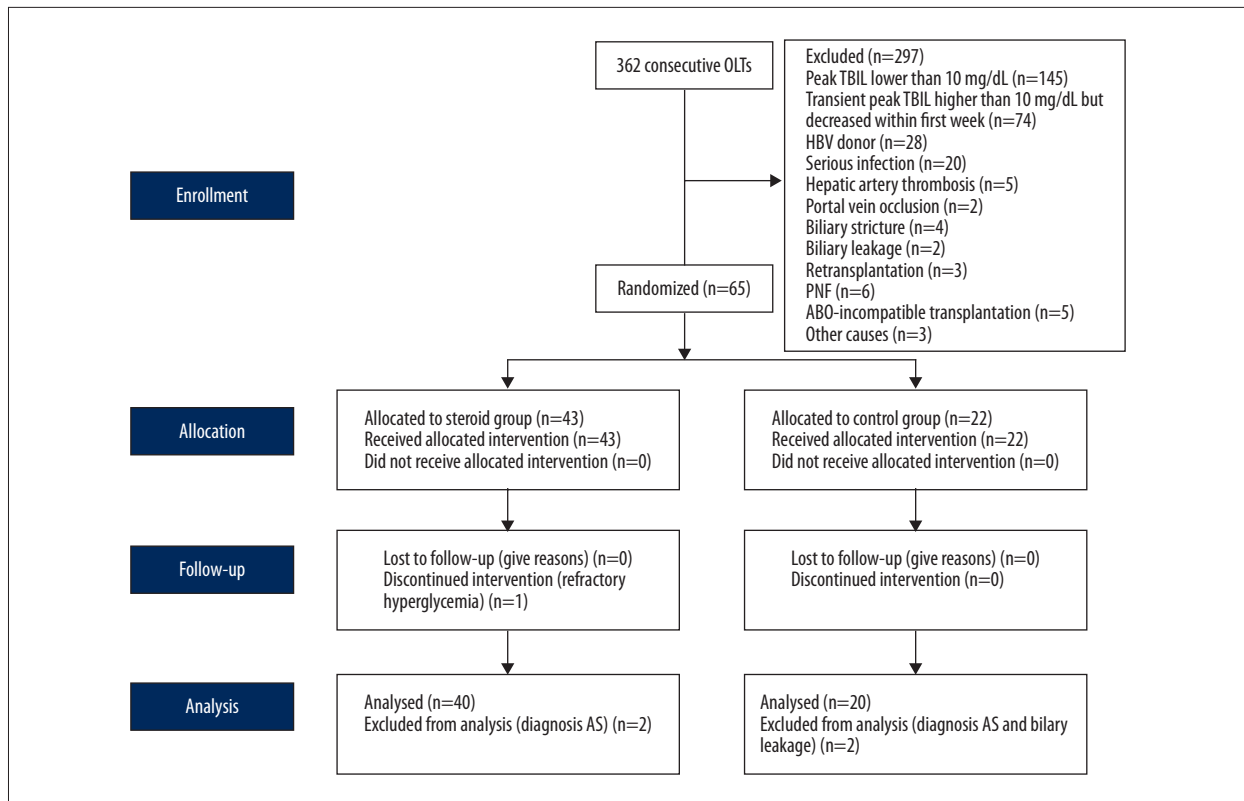 362 consecutive OLTs
Excluded (n=297)
Peak TBIL lower than 10 mg/dL (n=145)
Transient peak TBIL higher than 10 mg/dL but
decreased within first week (n=74)
HBV donor (n=28)
Serious infection (n=20)
Hepatic artery thrombosis (n=5)
Portal vein occlusion (n=2)
Biliary stricture (n=4)
Biliary leakage (n=2)
Retransplantation (n=3)
PNF (n=6)
ABO-incompatible transplantation (n=5)
Other causes (n=3)
Enrollment
Randomized (n=65)
Allocation
Allocated to steroid group (n=43)
Received allocated intervention (n=43)
Did not receive allocated intervention (n=0)
Allocated to control group (n=22)
Received allocated intervention (n=22)
Did not receive allocated intervention (n=0)
Follow-up
Lost to follow-up (give reasons) (n=0)
Discontinued intervention (refractory
hyperglycemia) (n=1)
Lost to follow-up (give reasons) (n=0)
Discontinued intervention (n=0)
Analysis
Analysed (n=40)
Excluded from analysis (diagnosis AS) (n=2)
Analysed (n=20)
Excluded from analysis (diagnosis AS and bilary
leakage) (n=2)